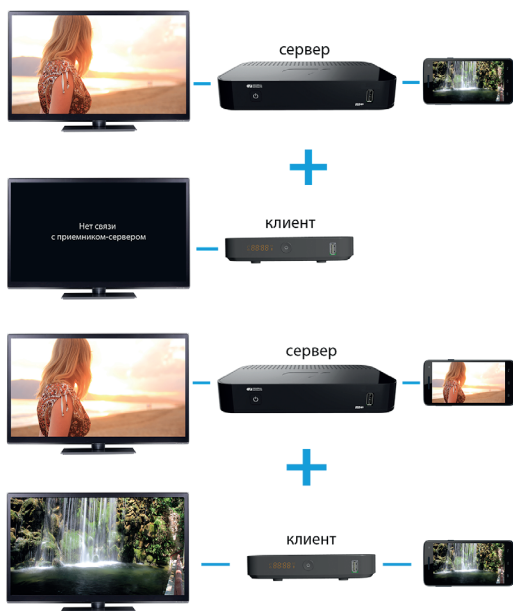 сервер
клиент
Нет связи
с приемником-сервером
сервер
клиент